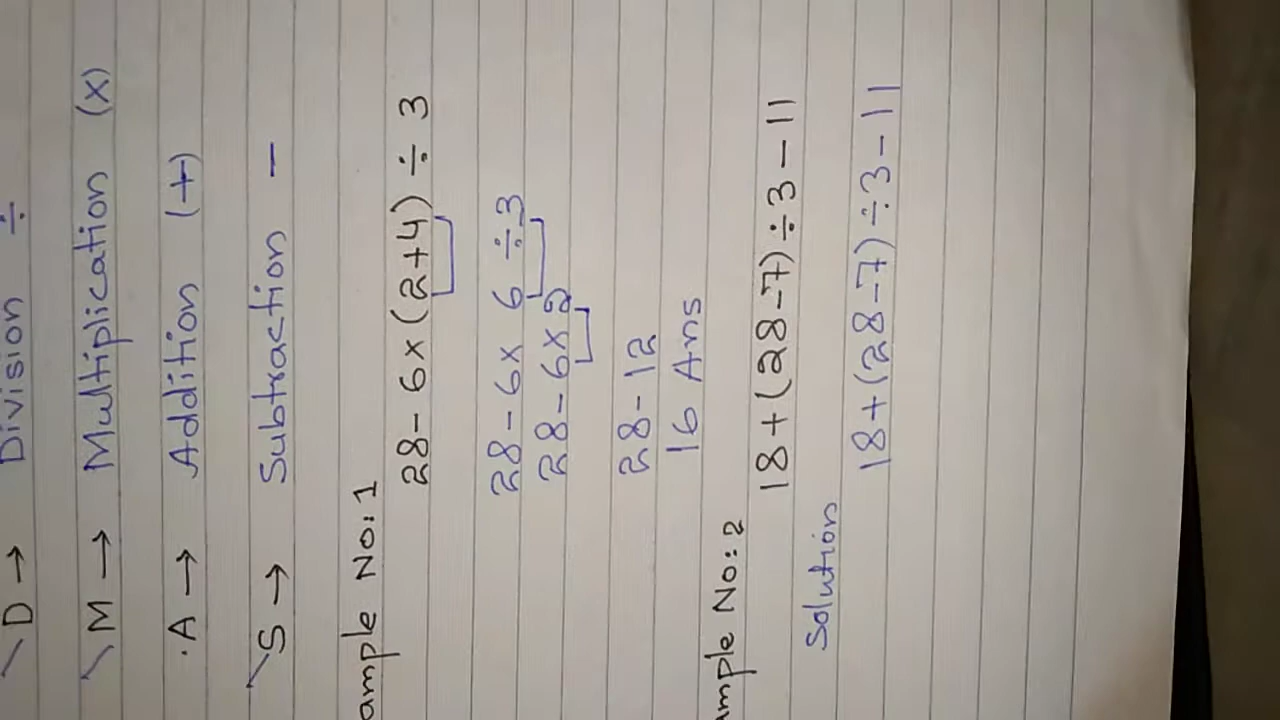 D → Division ÷
M → Multiplication (×)
A → Addition (+)
S → Subtraction −
ample No:1
28 − 6 × (2+4) ÷ 3
28 − 6 × 6 ÷ 3
28 − 6 × 2
28 − 12
16 Ans
mple No:2
18 + (28 − 7) ÷ 3 − 11
Solution
18 + (28 − 7) ÷ 3 − 11